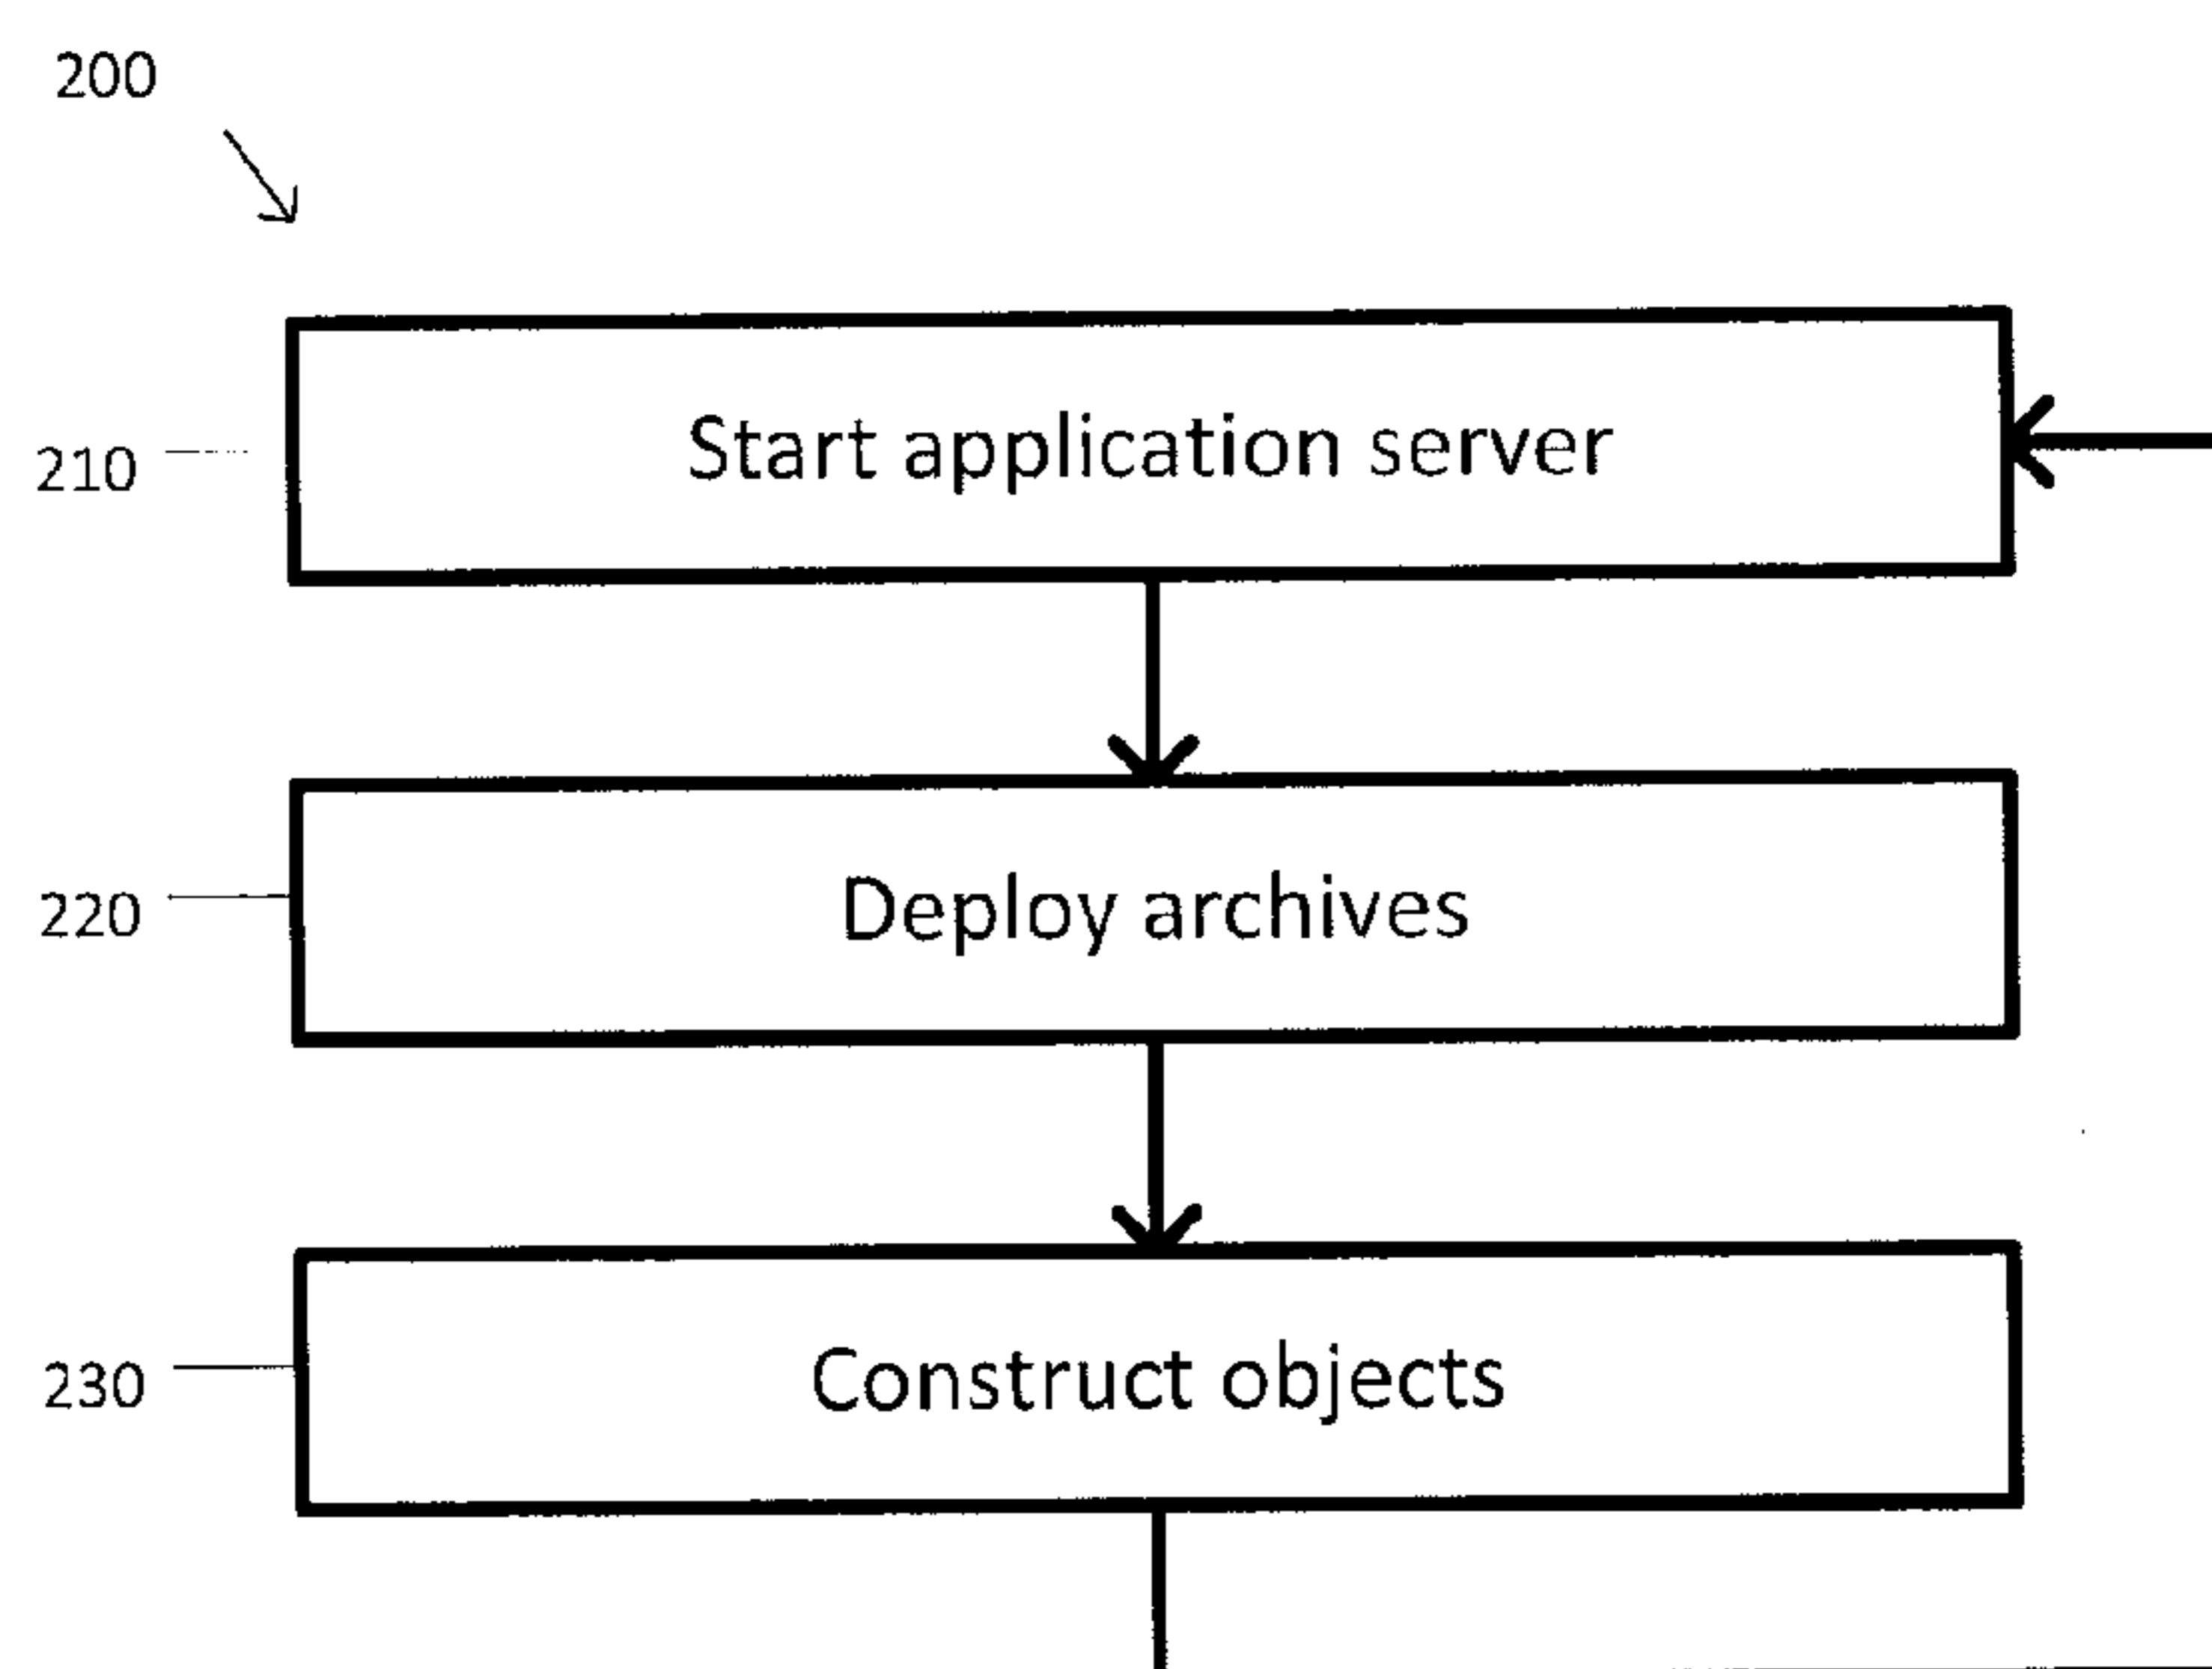 200
210
Start application server
220
Deploy archives
230
Construct objects